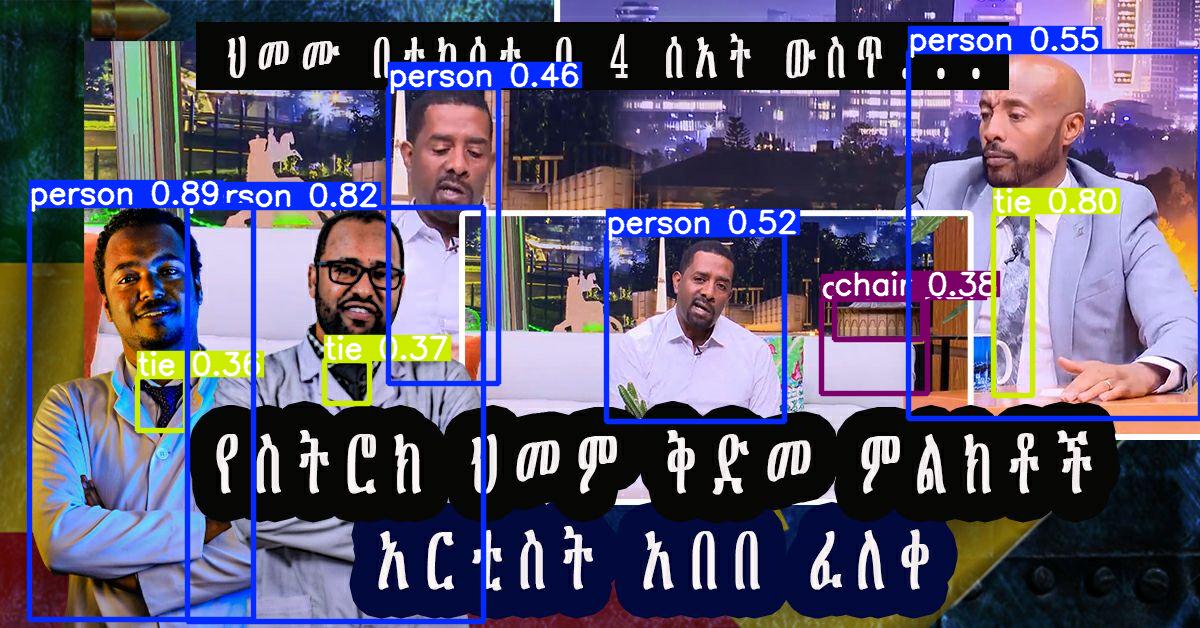 ህመሙ በተከሰተ በ 4 ሰአት ውስጥ...
person 0.55
person 0.46
person 0.89
rson 0.82
tie 0.80
person 0.52
chair 0.38
tie 0.37
tie 0.36
የስትሮክ ህመም ቅድመ ምልክቶች
አርቲስት አበበ ፈለቀ